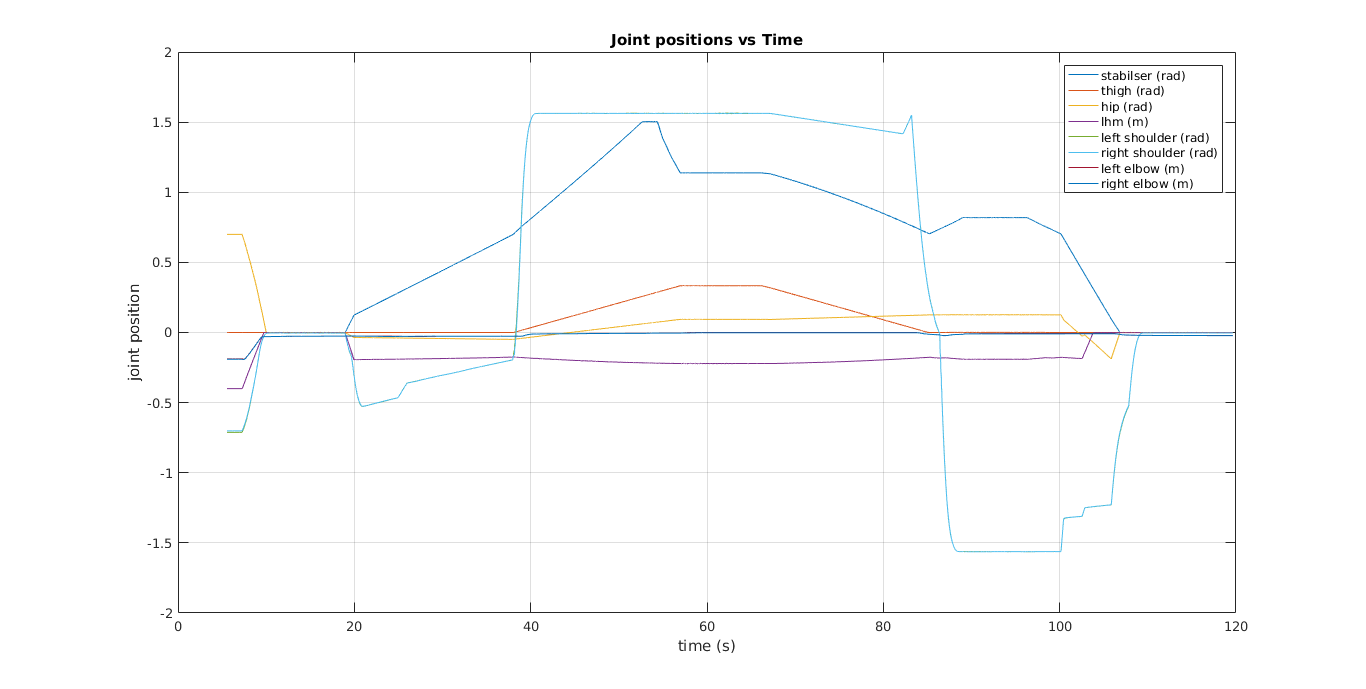 Joint positions vs Time
stabilser (rad)
thigh (rad)
hip (rad)
lhm (m)
left shoulder (rad)
right shoulder (rad)
left elbow (m)
right elbow (m)
joint position
2
1.5
1
0.5
0
-0.5
-1
-1.5
-2
0 20 40 60 80 100 120
time (s)